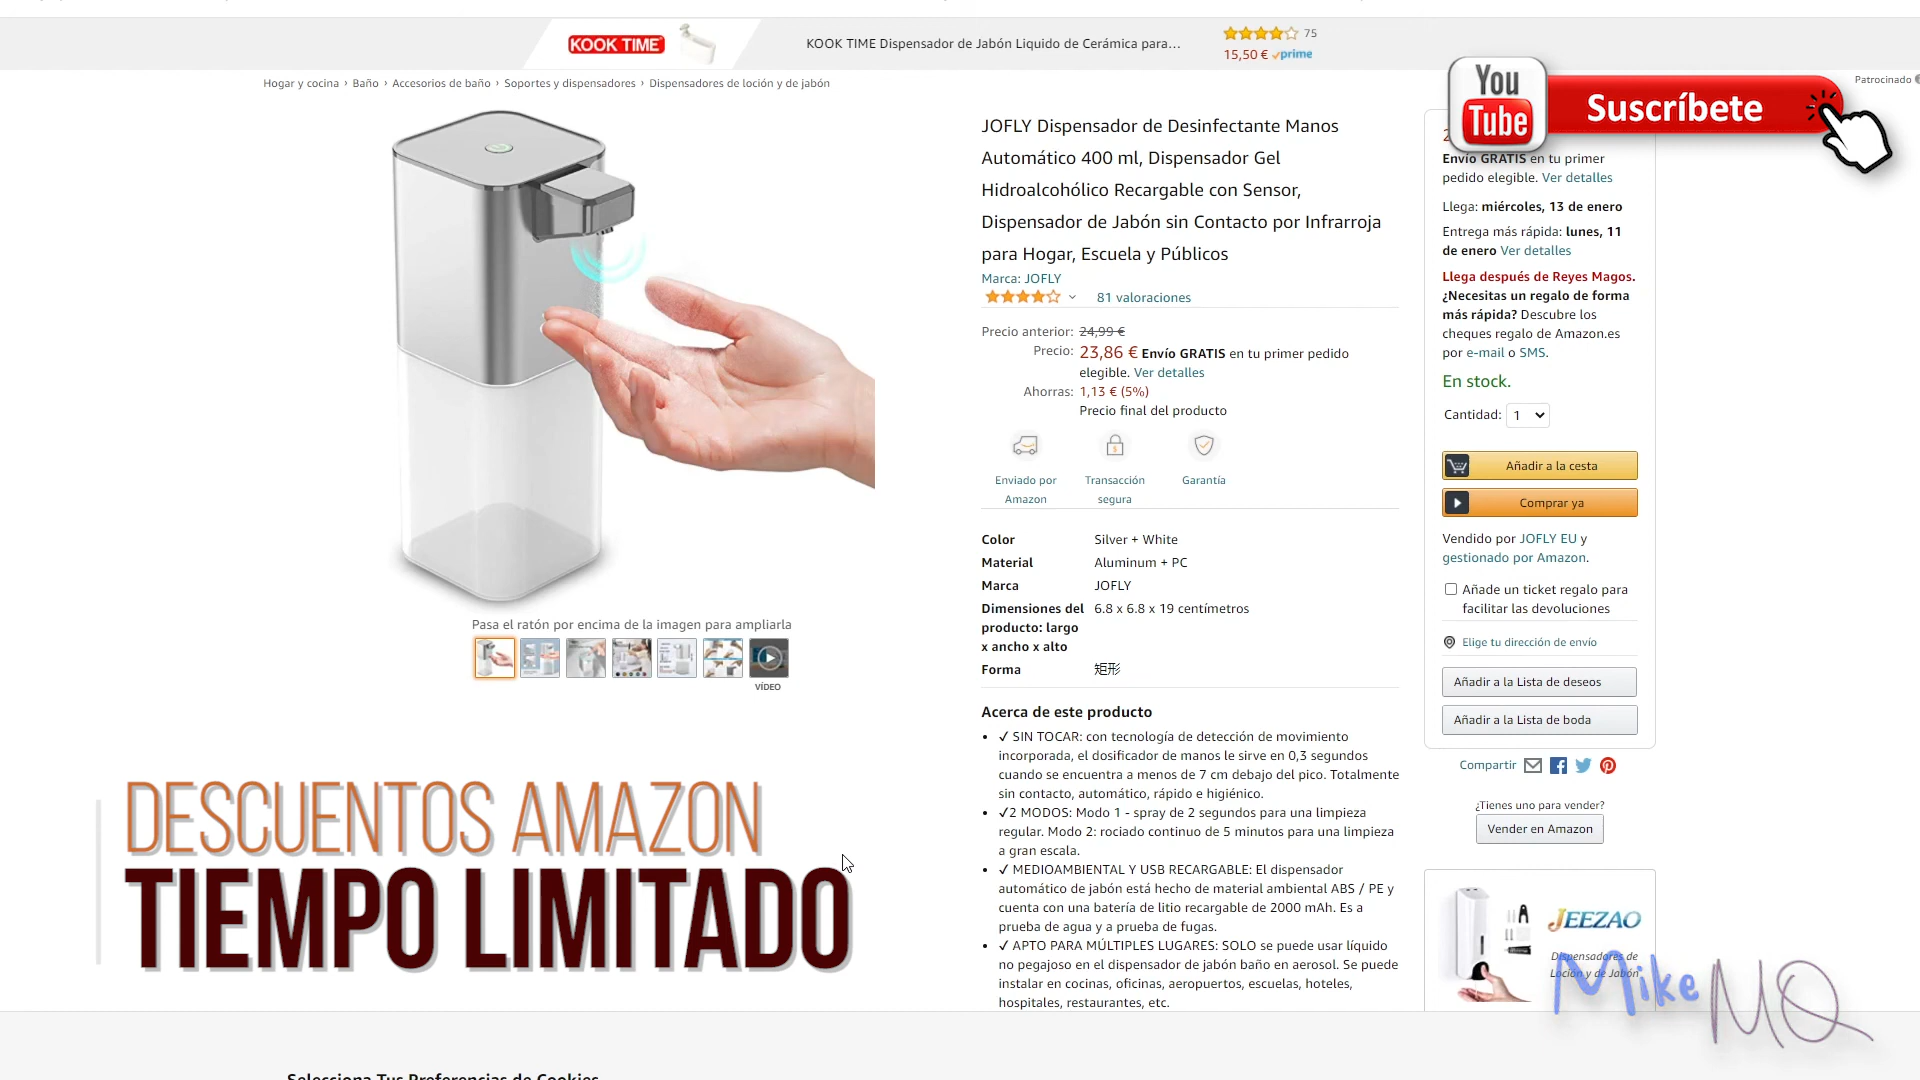 KOOK TIME
KOOK TIME Dispensador de Jabón Liquido de Cerámica para...
75
15,50 € prime
Hogar y cocina › Baño › Accesorios de baño › Soportes y dispensadores › Dispensadores de loción y de jabón
Patrocinado
You
Tube
Suscríbete
JOFLY Dispensador de Desinfectante Manos
Automático 400 ml, Dispensador Gel
Hidroalcohólico Recargable con Sensor,
Dispensador de Jabón sin Contacto por Infrarroja
para Hogar, Escuela y Públicos
Marca: JOFLY
81 valoraciones
Precio anterior: 24,99 €
Precio: 23,86 € Envío GRATIS en tu primer pedido
elegible. Ver detalles
Ahorras: 1,13 € (5%)
Precio final del producto
Enviado por
Amazon
Transacción
segura
Garantía
Color Silver + White
Material Aluminum + PC
Marca JOFLY
Dimensiones del 6.8 x 6.8 x 19 centímetros
producto: largo
x ancho x alto
Forma 矩形
Acerca de este producto
• ✓ SIN TOCAR: con tecnología de detección de movimiento
incorporada, el dosificador de manos le sirve en 0,3 segundos
cuando se encuentra a menos de 7 cm debajo del pico. Totalmente
sin contacto, automático, rápido e higiénico.
• ✓2 MODOS: Modo 1 - spray de 2 segundos para una limpieza
regular. Modo 2: rociado continuo de 5 minutos para una limpieza
a gran escala.
• ✓ MEDIOAMBIENTAL Y USB RECARGABLE: El dispensador
automático de jabón está hecho de material ambiental ABS / PE y
cuenta con una batería de litio recargable de 2000 mAh. Es a
prueba de agua y a prueba de fugas.
• ✓ APTO PARA MÚLTIPLES LUGARES: SOLO se puede usar líquido
no pegajoso en el dispensador de jabón baño en aerosol. Se puede
instalar en cocinas, oficinas, aeropuertos, escuelas, hoteles,
hospitales, restaurantes, etc.
Envío GRATIS en tu primer
pedido elegible. Ver detalles
Llega: miércoles, 13 de enero
Entrega más rápida: lunes, 11
de enero Ver detalles
Llega después de Reyes Magos.
¿Necesitas un regalo de forma
más rápida? Descubre los
cheques regalo de Amazon.es
por e-mail o SMS.
En stock.
Cantidad: 1
Añadir a la cesta
Comprar ya
Vendido por JOFLY EU y
gestionado por Amazon.
Añade un ticket regalo para
facilitar las devoluciones
Elige tu dirección de envío
Añadir a la Lista de deseos
Añadir a la Lista de boda
Compartir
¿Tienes uno para vender?
Vender en Amazon
JEEZAO
Dispensadores de
Loción y de Jabón
Mike MQ
Pasa el ratón por encima de la imagen para ampliarla
VÍDEO
DESCUENTOS AMAZON
TIEMPO LIMITADO
Selecciona Tus Preferencias de Cookies